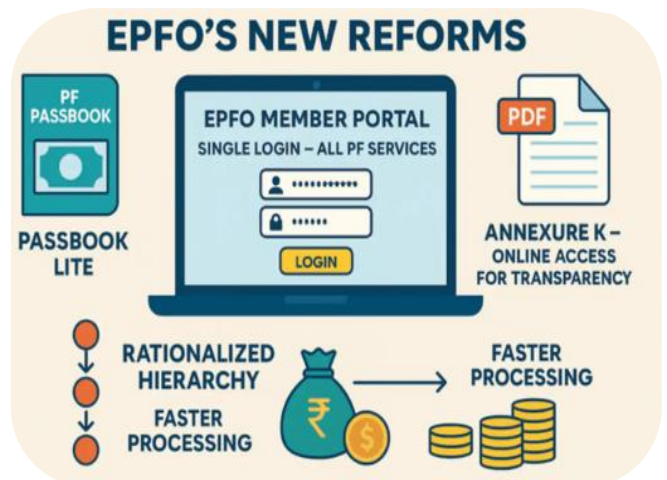 EPFO'S NEW REFORMS
PF
PASSBOOK
PASSBOOK
LITE
EPFO MEMBER PORTAL
SINGLE LOGIN – ALL PF SERVICES
LOGIN
PDF
ANNEXURE K –
ONLINE ACCESS
FOR TRANSPARENCY
RATIONALIZED
HIERARCHY
FASTER
PROCESSING
₹
$
FASTER
PROCESSING